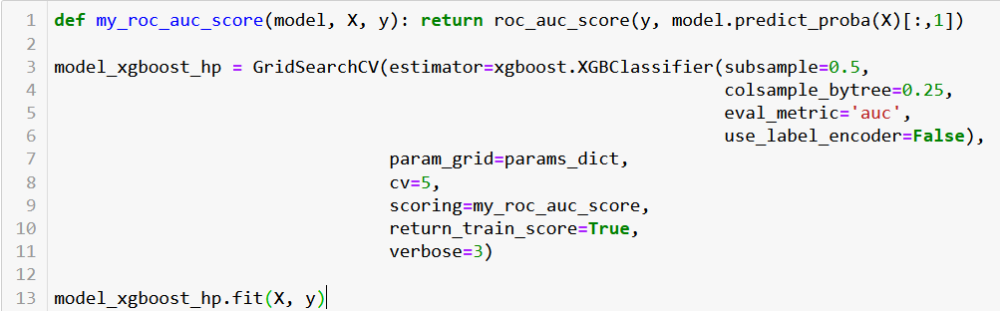 1 def my_roc_auc_score(model, X, y): return roc_auc_score(y, model.predict_proba(X)[:,1])
2
3 model_xgboost_hp = GridSearchCV(estimator=xgboost.XGBClassifier(subsample=0.5,
4 colsample_bytree=0.25,
5 eval_metric='auc',
6 use_label_encoder=False),
7 param_grid=params_dict,
8 cv=5,
9 scoring=my_roc_auc_score,
10 return_train_score=True,
11 verbose=3)
12
13 model_xgboost_hp.fit(X, y)